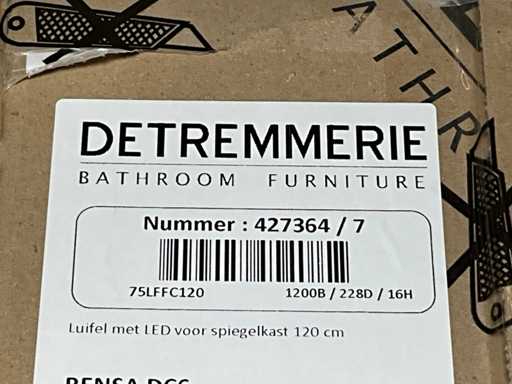 DETREMMERIE
BATHROOM FURNITURE
Nummer : 427364 / 7
75LFFC120 1200B / 228D / 16H
Luifel met LED voor spiegelkast 120 cm